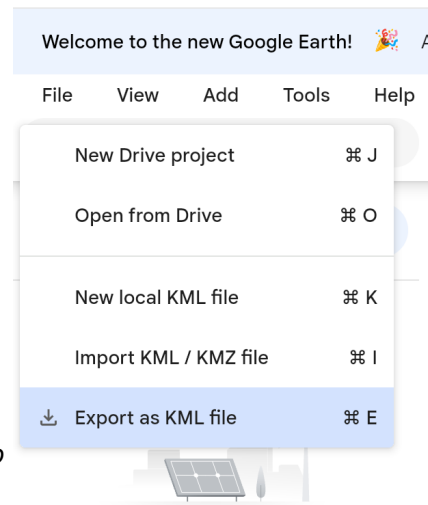 Welcome to the new Google Earth! 🎉
File View Add Tools Help
New Drive project ⌘ J
Open from Drive ⌘ O
New local KML file ⌘ K
Import KML / KMZ file ⌘ I
Export as KML file ⌘ E